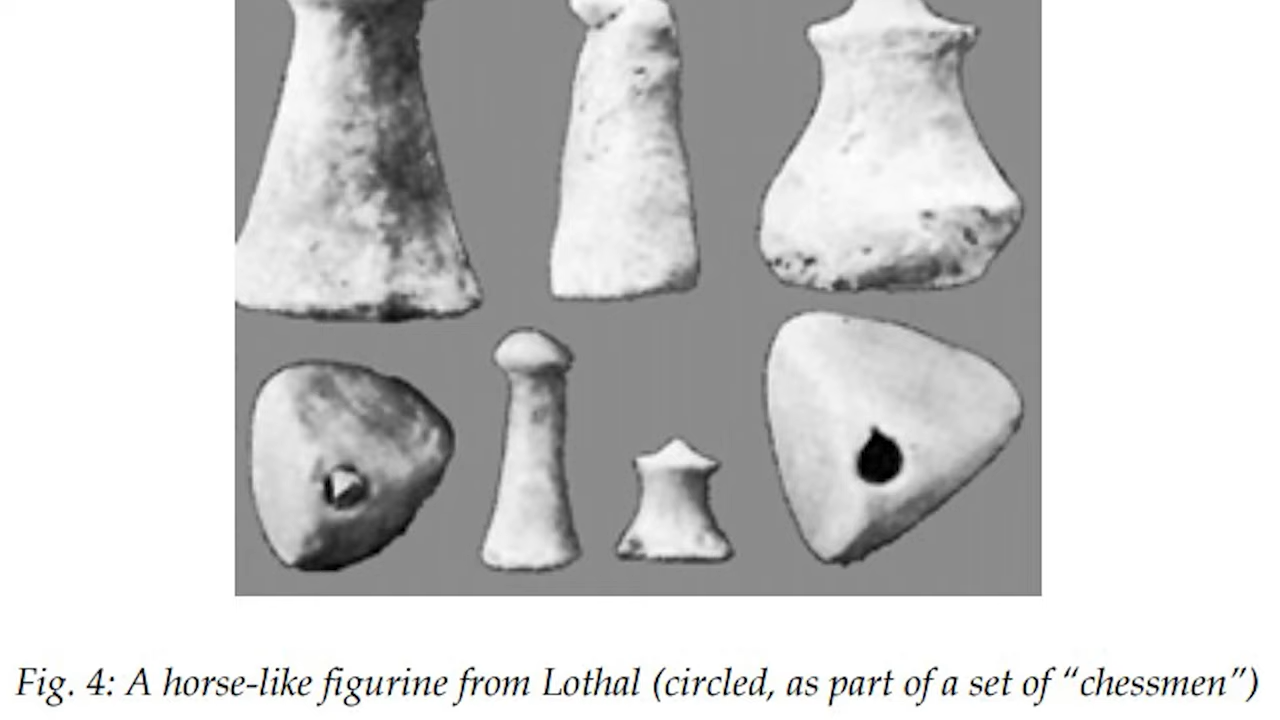 Fig. 4: A horse-like figurine from Lothal (circled, as part of a set of “chessmen”)